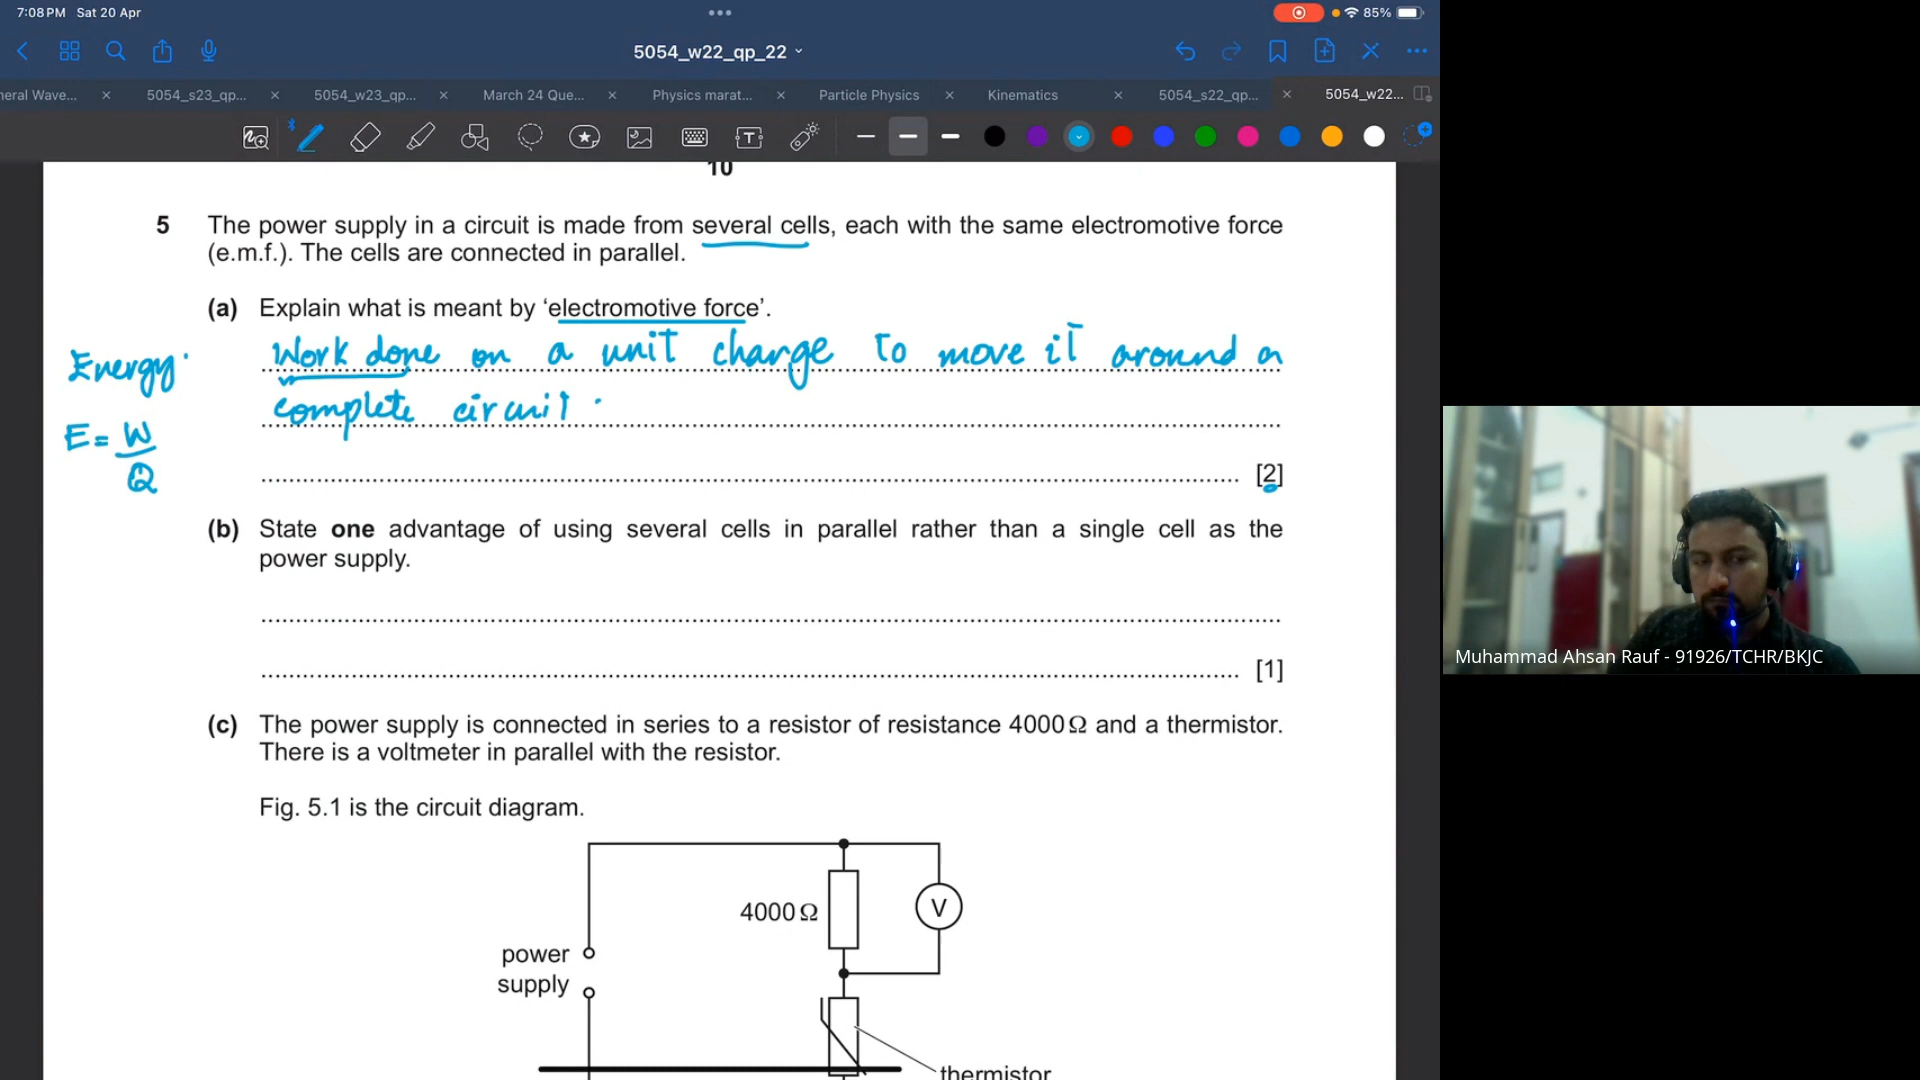 7:08 PM Sat 20 Apr
85%
5054_w22_qp_22
neral Wave...
5054_s23_qp...
5054_w23_qp...
March 24 Que...
Physics marat...
Particle Physics
Kinematics
5054_s22_qp...
5054_w22...
10
5 The power supply in a circuit is made from several cells, each with the same electromotive force
(e.m.f.). The cells are connected in parallel.
(a) Explain what is meant by ‘electromotive force’.
Energy Work done on a unit charge to move it around a
complete circuit.
E = W
Q
[2]
(b) State one advantage of using several cells in parallel rather than a single cell as the
power supply.
[1]
(c) The power supply is connected in series to a resistor of resistance 4000 Ω and a thermistor.
There is a voltmeter in parallel with the resistor.
Fig. 5.1 is the circuit diagram.
4000 Ω
V
power
supply
thermistor
Muhammad Ahsan Rauf - 91926/TCHR/BKJC